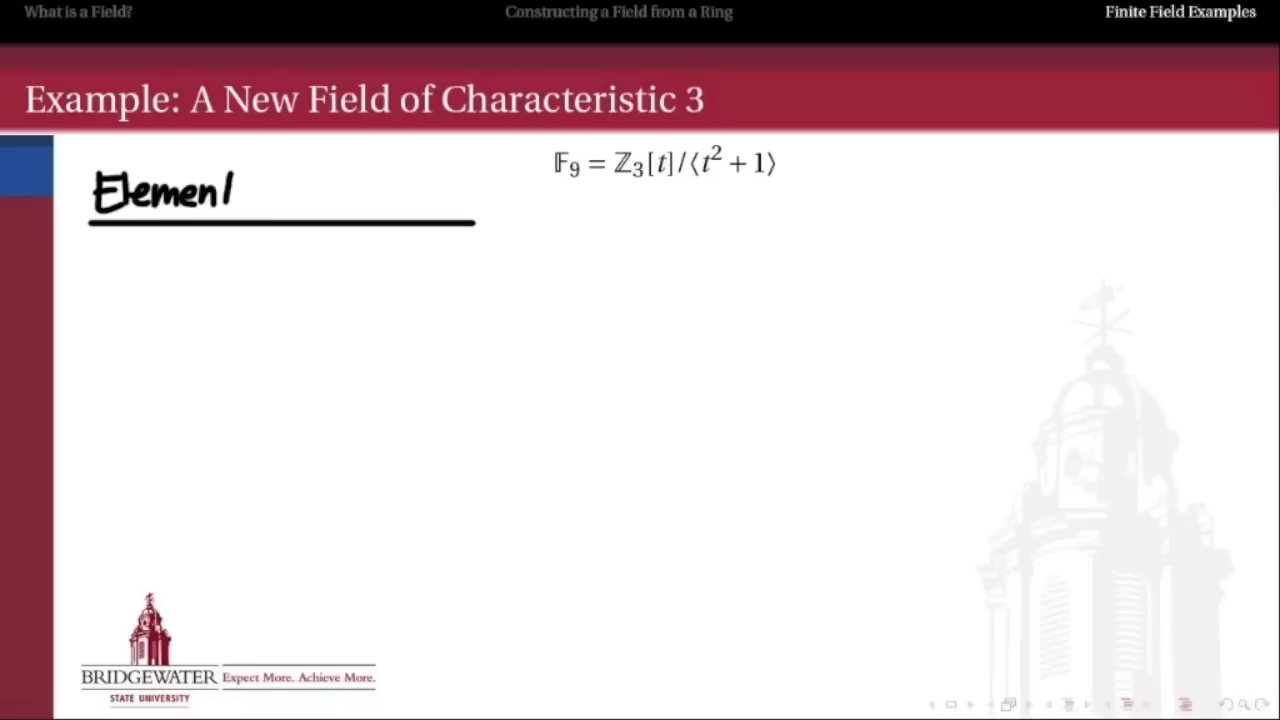 What is a Field? Constructing a Field from a Ring Finite Field Examples
Example: A New Field of Characteristic 3
𝔽₉ = ℤ₃[t]/⟨t² + 1⟩
Elemen
BRIDGEWATER
STATE UNIVERSITY
Expect More. Achieve More.